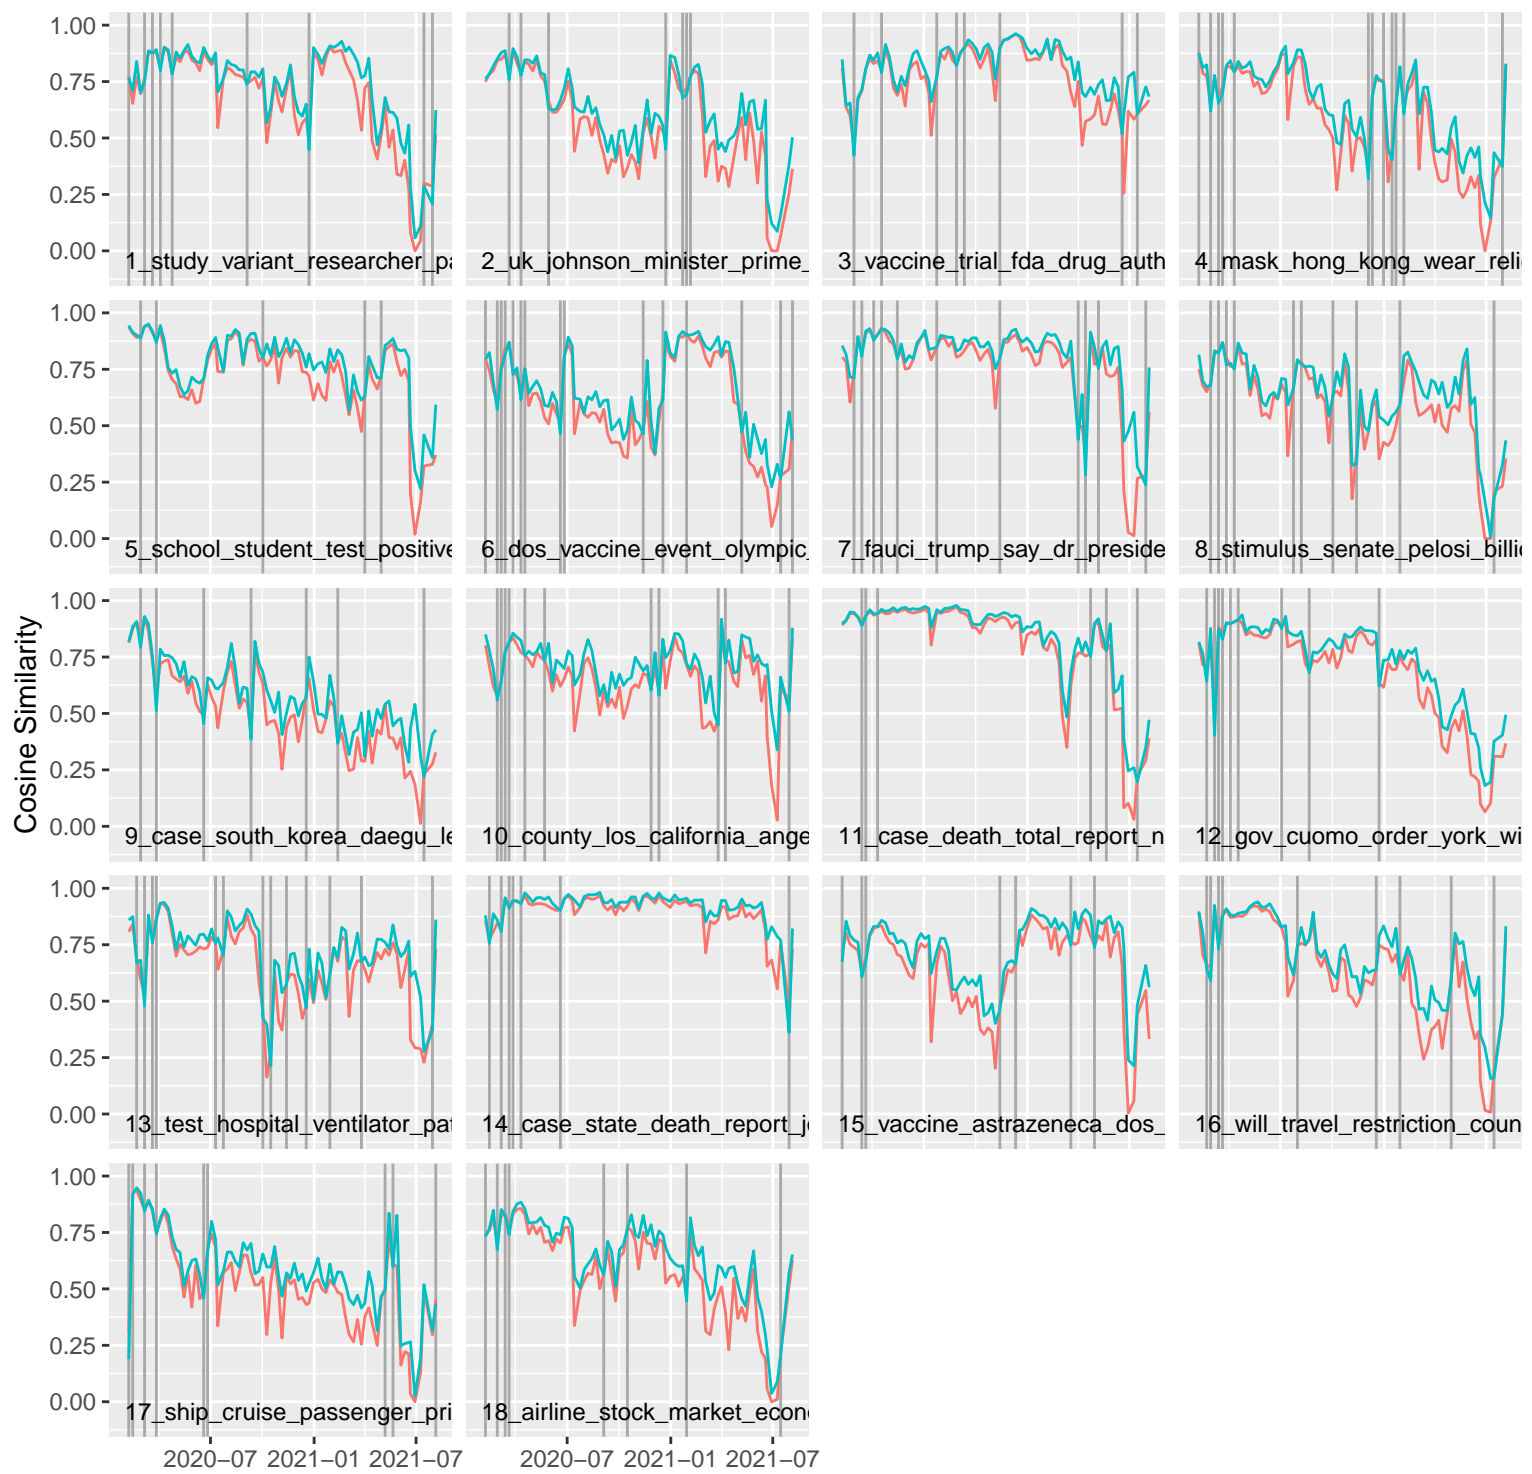 1.00
0.75
0.50
0.25
0.00
1_study_variant_researcher_pa
2_uk_johnson_minister_prime_
3_vaccine_trial_fda_drug_auth
4_mask_hong_kong_wear_reli
1.00
0.75
0.50
0.25
0.00
5_school_student_test_positive
6_dos_vaccine_event_olympic_
7_fauci_trump_say_dr_preside
8_stimulus_senate_pelosi_billi
Cosine Similarity
1.00
0.75
0.50
0.25
0.00
9_case_south_korea_daegu_le
10_county_los_california_ange
11_case_death_total_report_n
12_gov_cuomo_order_york_wi
1.00
0.75
0.50
0.25
0.00
13_test_hospital_ventilator_pat
14_case_state_death_report_j
15_vaccine_astrazeneca_dos_
16_will_travel_restriction_coun
1.00
0.75
0.50
0.25
0.00
17_ship_cruise_passenger_pri
18_airline_stock_market_econ
2020−07 2021−01 2021−07
2020−07 2021−01 2021−07